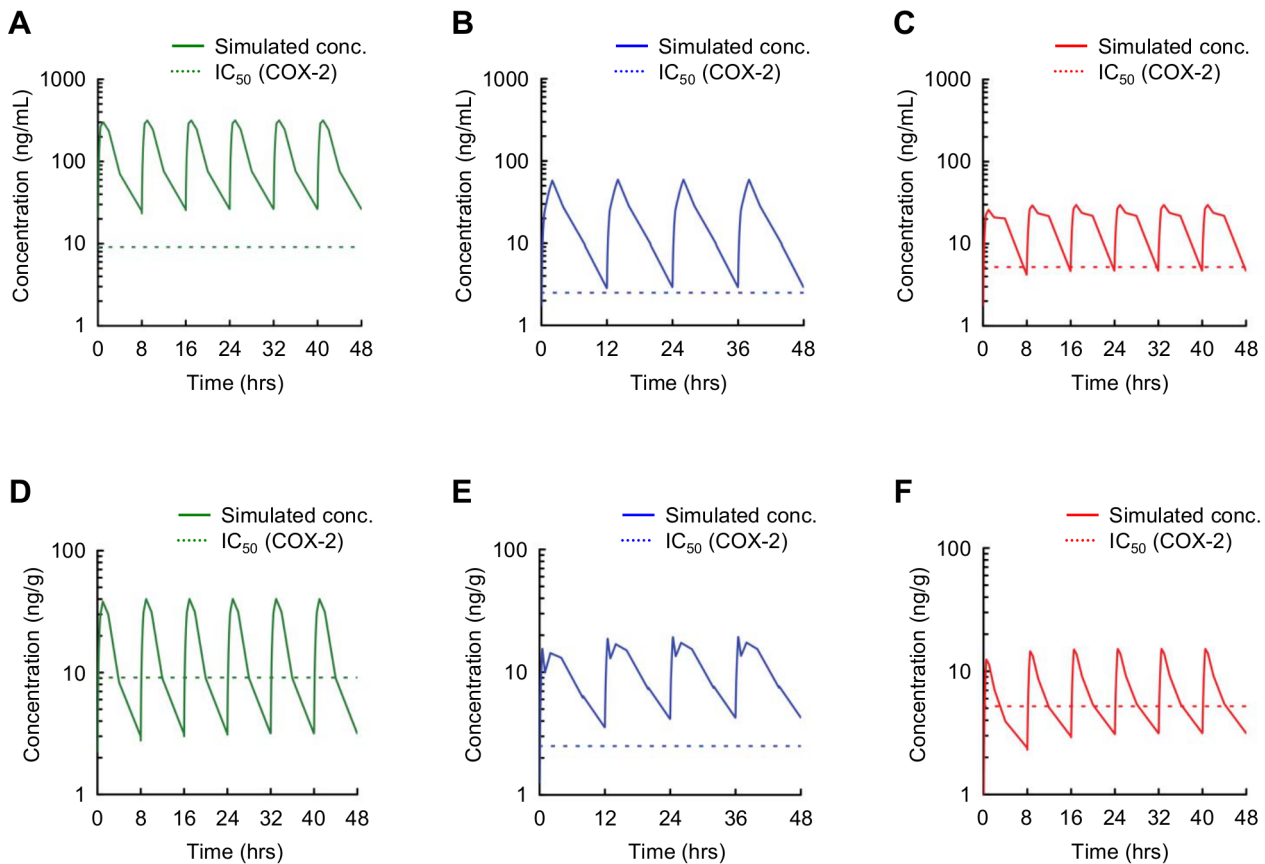 A
Simulated conc.
IC50 (COX-2)
Concentration (ng/mL)
1000
100
10
1
0 8 16 24 32 40 48
Time (hrs)
B
Simulated conc.
IC50 (COX-2)
Concentration (ng/mL)
1000
100
10
1
0 12 24 36 48
Time (hrs)
C
Simulated conc.
IC50 (COX-2)
Concentration (ng/mL)
1000
100
10
1
0 8 16 24 32 40 48
Time (hrs)
D
Simulated conc.
IC50 (COX-2)
Concentration (ng/g)
100
10
1
0 8 16 24 32 40 48
Time (hrs)
E
Simulated conc.
IC50 (COX-2)
Concentration (ng/g)
100
10
1
0 12 24 36 48
Time (hrs)
F
Simulated conc.
IC50 (COX-2)
Concentration (ng/g)
100
10
1
0 8 16 24 32 40 48
Time (hrs)